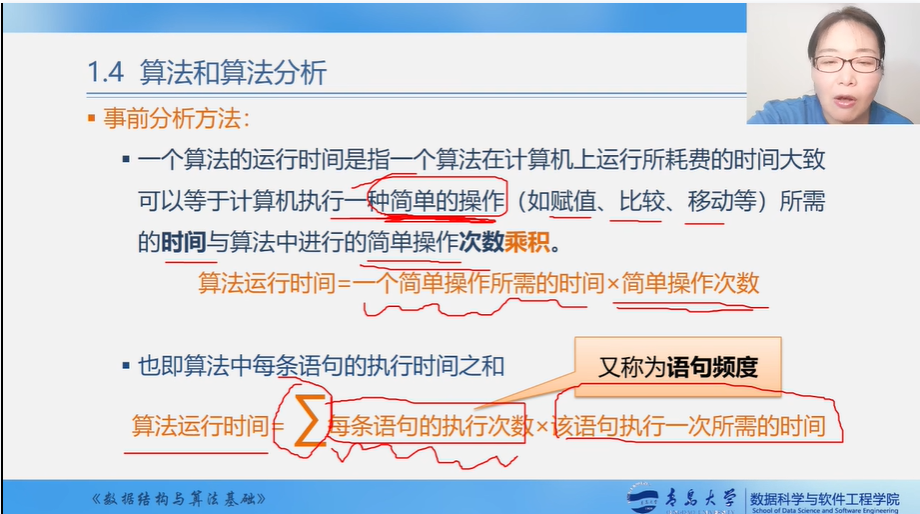 1.4 算法和算法分析
▪ 事前分析方法：
▪ 一个算法的运行时间是指一个算法在计算机上运行所耗费的时间大致
可以等于计算机执行一种简单的操作（如赋值、比较、移动等）所需
的时间与算法中进行的简单操作次数乘积。
算法运行时间=一个简单操作所需的时间×简单操作次数
▪ 也即算法中每条语句的执行时间之和
又称为语句频度
算法运行时间=∑每条语句的执行次数×该语句执行一次所需的时间
《数据结构与算法基础》
青岛大学
数据科学与软件工程学院
School of Data Science and Software Engineering